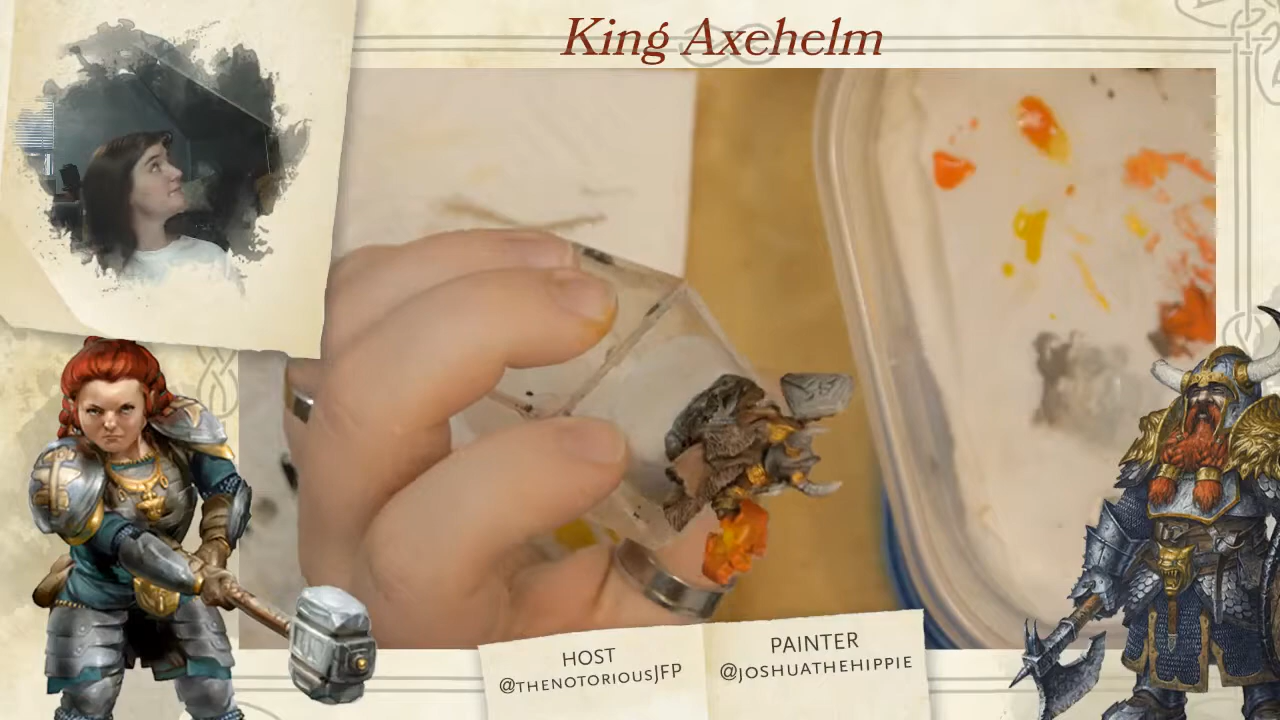 King Axehelm
HOST
@THENOTORIOUSJFP
PAINTER
@JOSHUATHEHIPPIE